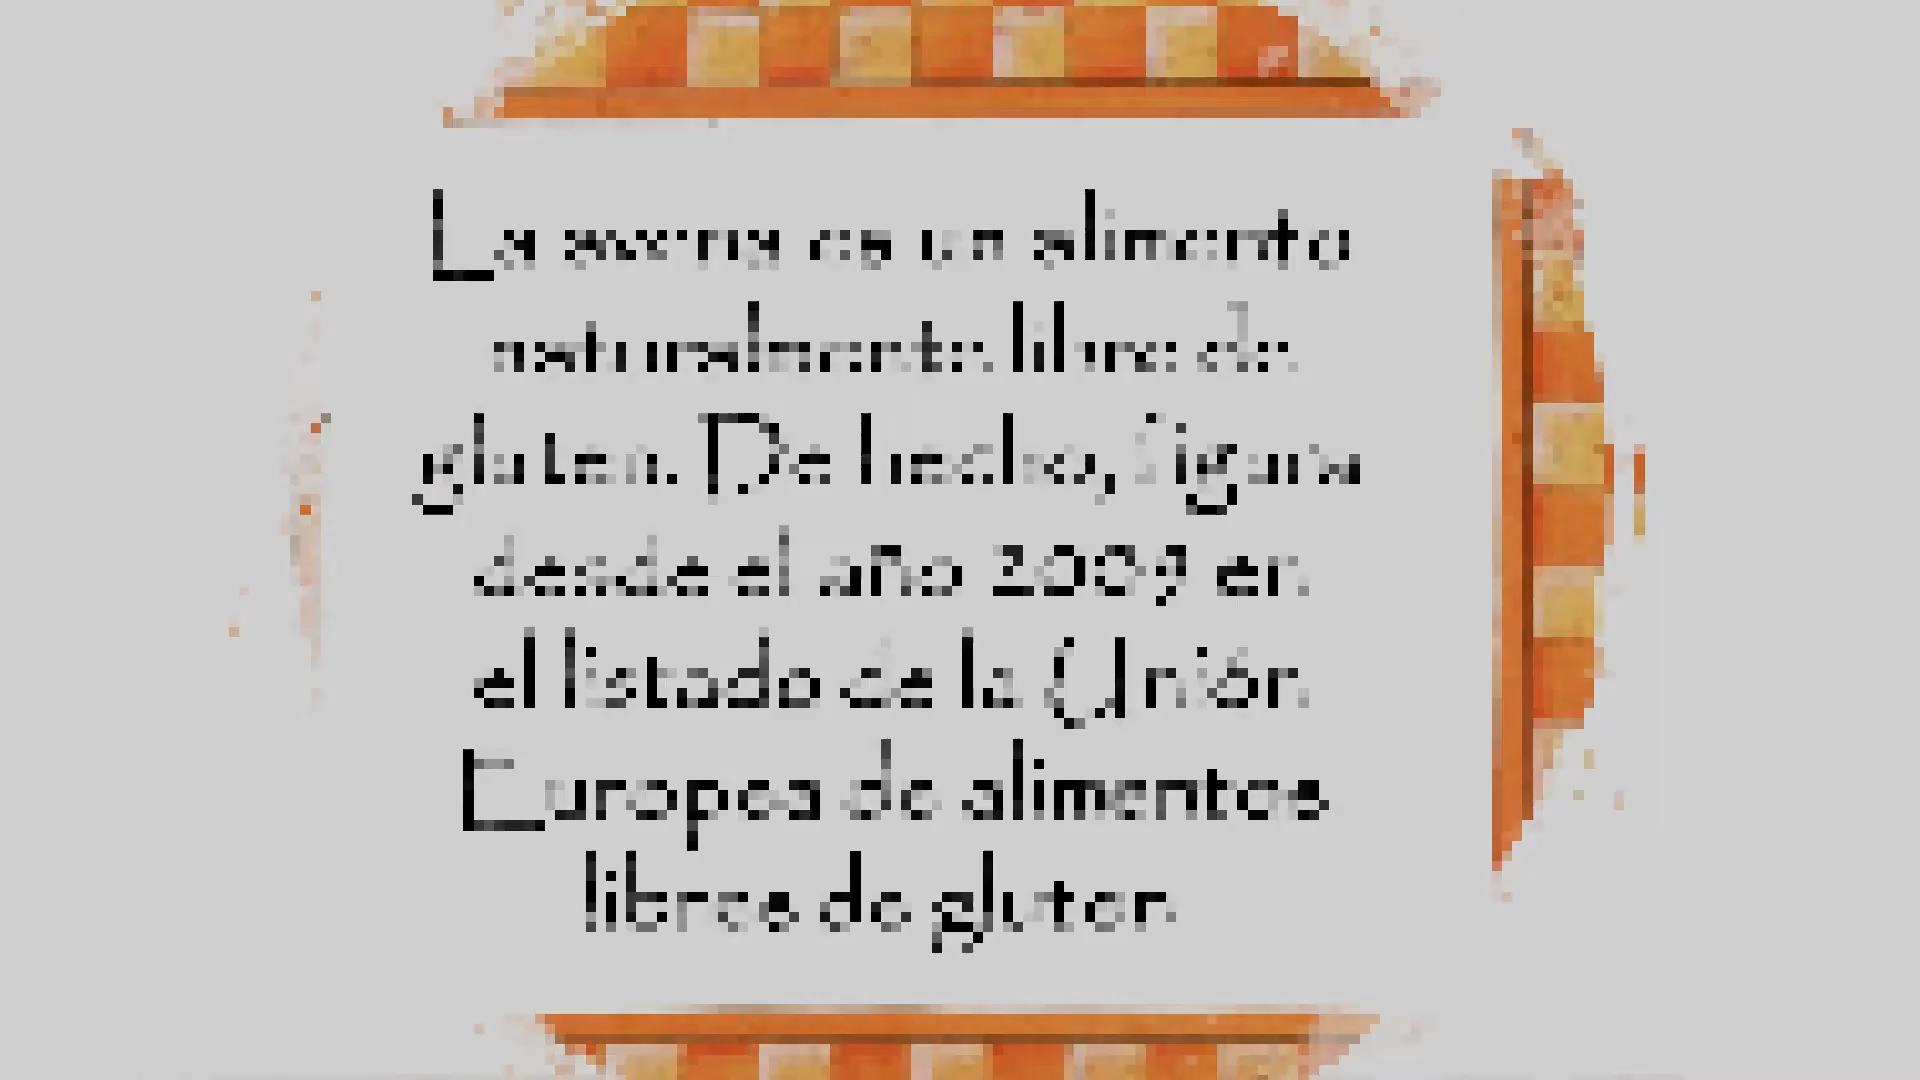 La avena es un alimento
naturalmente libre de
gluten. De hecho, figura
desde el año 2009 en
el listado de la Unión
Europea de alimentos
libres de gluten